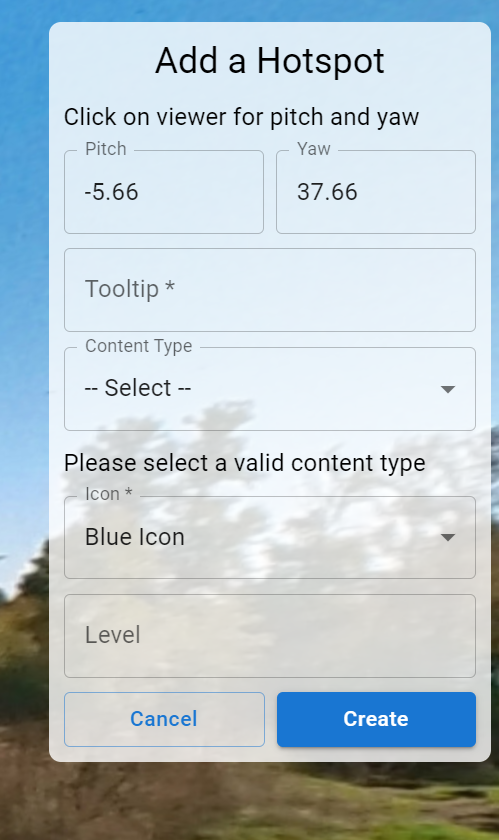 Add a Hotspot
Click on viewer for pitch and yaw
Pitch
Yaw
-5.66
37.66
Tooltip *
Content Type
-- Select --
Please select a valid content type
Icon *
Blue Icon
Level
Cancel
Create